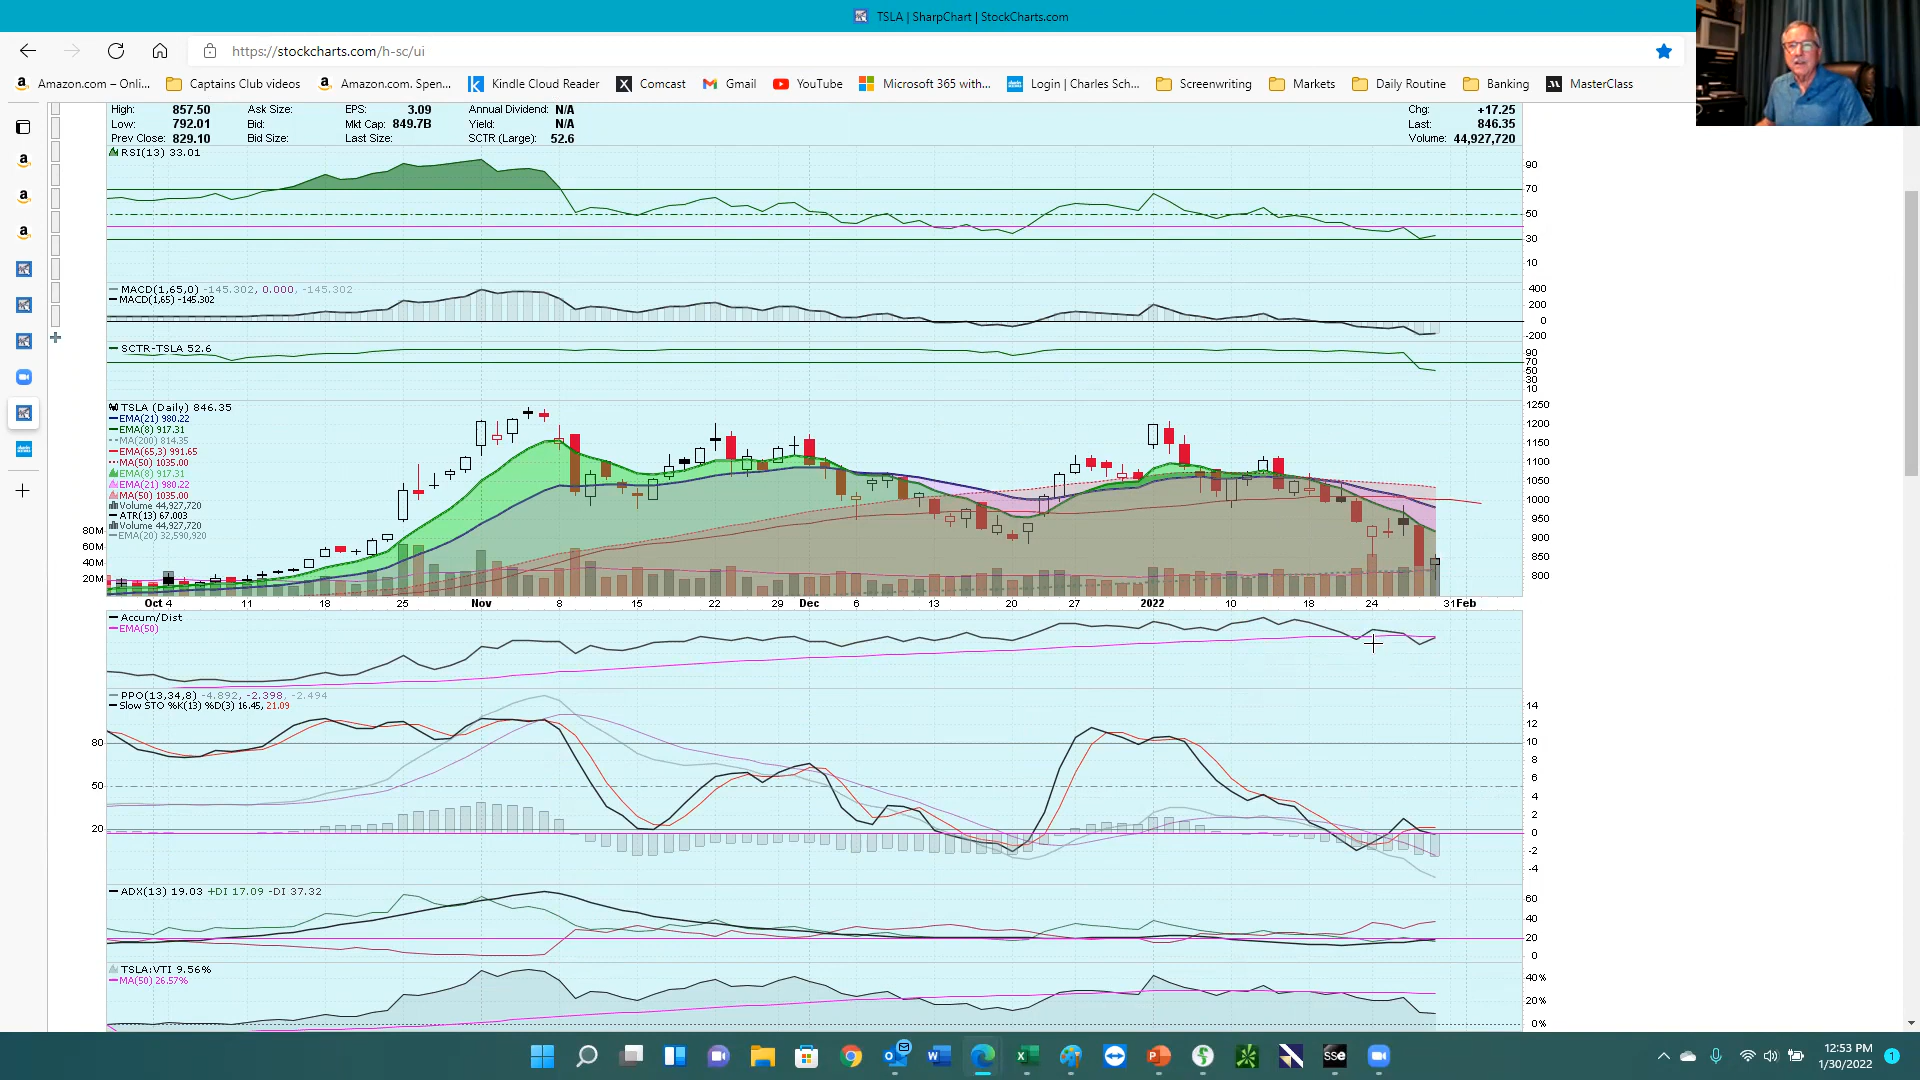 TSLA | SharpChart | StockCharts.com
https://stockcharts.com/h-sc/ui
Amazon.com – Onli... Captains Club videos Amazon.com. Spen... Kindle Cloud Reader Comcast Gmail YouTube Microsoft 365 with... Login | Charles Sch... Screenwriting Markets Daily Routine Banking MasterClass
High: 857.50 Ask Size: EPS: 3.09 Annual Dividend: N/A Chg: +17.25
Low: 792.01 Bid: Mkt Cap: 849.7B Yield: N/A Last: 846.35
Prev Close: 829.10 Bid Size: Last Size: SCTR (Large): 52.6 Volume: 44,927,720
RSI(13) 33.01
90
70
50
30
10
MACD(1,65,0) -145.302, 0.000, -145.302
MACD(1,65) -145.302
400
200
0
-200
SCTR-TSLA 52.6
90
70
50
30
10
TSLA (Daily) 846.35
EMA(21) 980.22
EMA(8) 917.31
MA(200) 814.35
EMA(65,3) 991.65
MA(50) 1035.00
EMA(8) 917.31
EMA(21) 980.22
MA(50) 1035.00
Volume 44,927,720
ATR(13) 67.003
Volume 44,927,720
EMA(20) 32,590,920
80M
60M
40M
20M
1250
1200
1150
1100
1050
1000
950
900
850
800
Oct 4 11 18 25 Nov 8 15 22 29 Dec 6 13 20 27 2022 10 18 24 31 Feb
Accum/Dist
EMA(50)
PPO(13,34,8) -4.892, -2.398, -2.494
Slow STO %K(13) %D(3) 16.45, 21.09
80
50
20
14
12
10
8
6
4
2
0
-2
-4
ADX(13) 19.03 +DI 17.09 -DI 37.32
60
40
20
0
TSLA:VTI 9.56%
MA(50) 26.57%
40%
20%
0%
sse
12:53 PM
1/30/2022
1